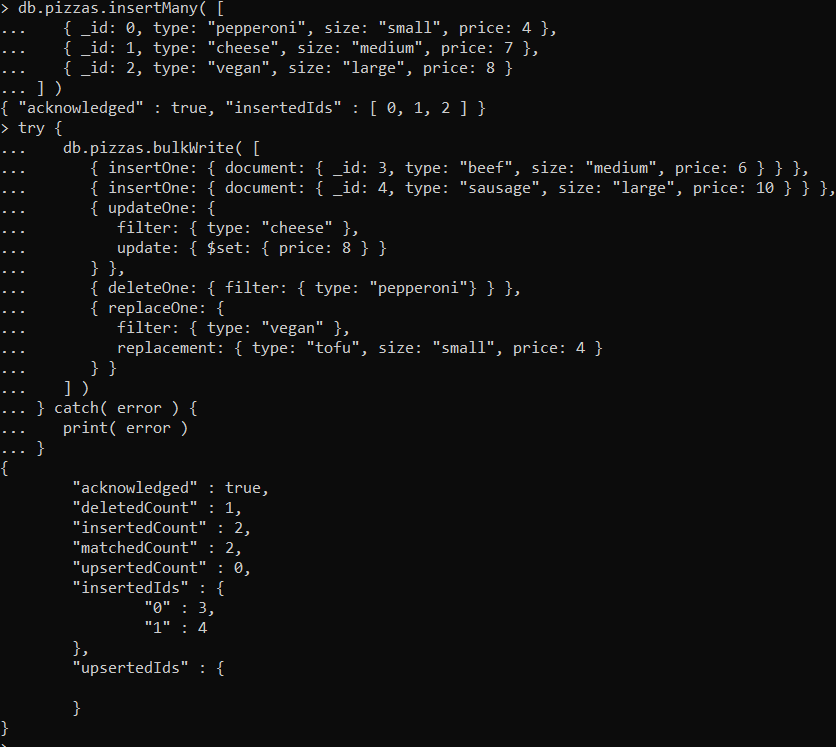 > db.pizzas.insertMany( [
...    { _id: 0, type: "pepperoni", size: "small", price: 4 },
...    { _id: 1, type: "cheese", size: "medium", price: 7 },
...    { _id: 2, type: "vegan", size: "large", price: 8 }
... ] )
{ "acknowledged" : true, "insertedIds" : [ 0, 1, 2 ] }
> try {
...    db.pizzas.bulkWrite( [
...       { insertOne: { document: { _id: 3, type: "beef", size: "medium", price: 6 } } },
...       { insertOne: { document: { _id: 4, type: "sausage", size: "large", price: 10 } } },
...       { updateOne: {
...          filter: { type: "cheese" },
...          update: { $set: { price: 8 } }
...       } },
...       { deleteOne: { filter: { type: "pepperoni"} } },
...       { replaceOne: {
...          filter: { type: "vegan" },
...          replacement: { type: "tofu", size: "small", price: 4 }
...       } }
...    ] )
... } catch( error ) {
...    print( error )
... }
{
        "acknowledged" : true,
        "deletedCount" : 1,
        "insertedCount" : 2,
        "matchedCount" : 2,
        "upsertedCount" : 0,
        "insertedIds" : {
                "0" : 3,
                "1" : 4
        },
        "upsertedIds" : {

        }
}
>